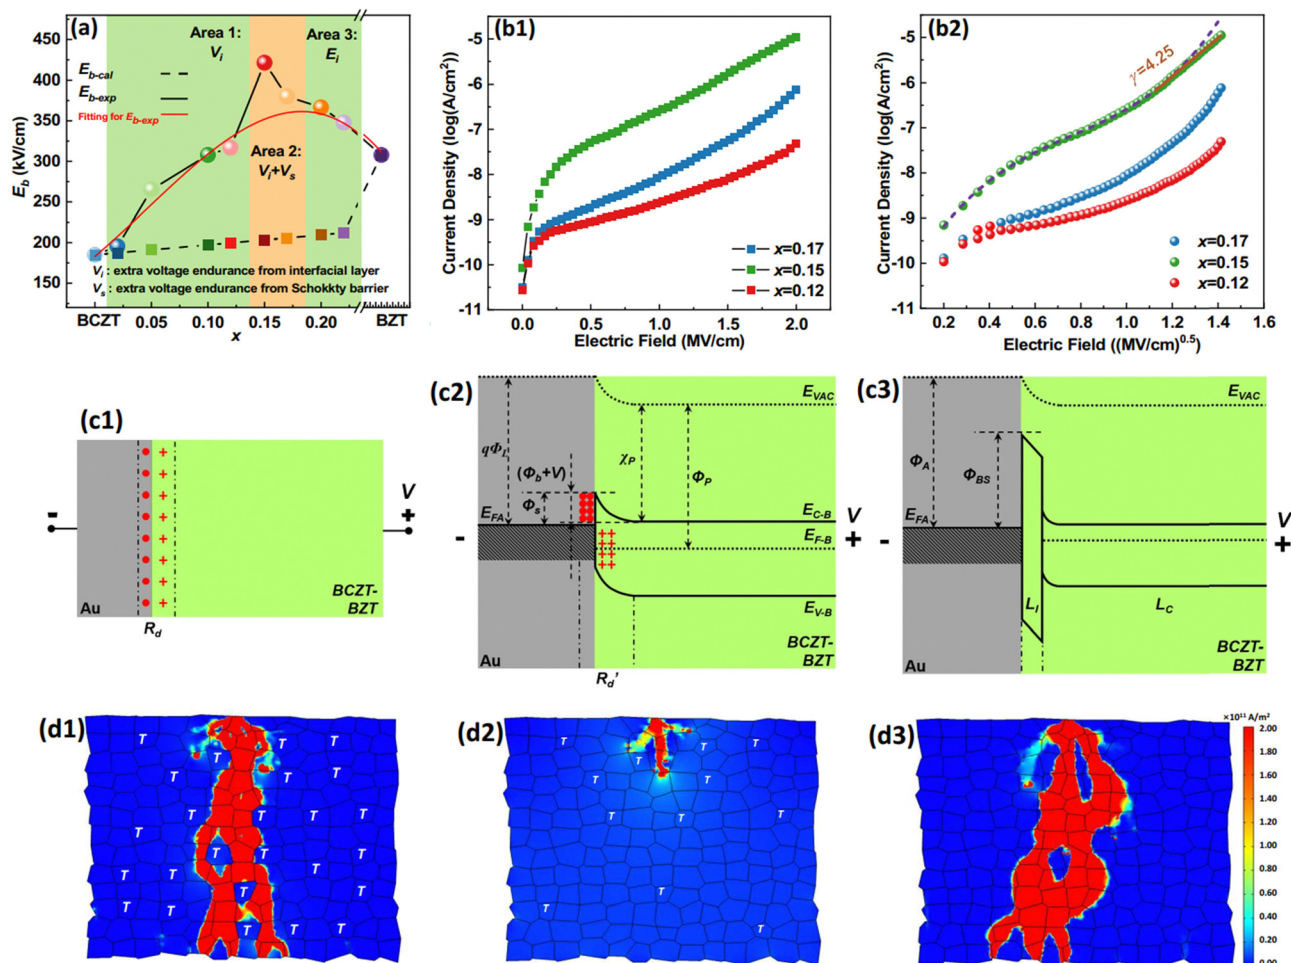 (a)
Area 1:
V_i
Area 3:
E_i
E_b-cal
E_b-exp
Fitting for E_b-exp
Area 2:
V_i+V_s
V_i : extra voltage endurance from interfacial layer
V_s : extra voltage endurance from Schokkty barrier
450
400
350
300
250
200
150
E_b (kV/cm)
BCZT 0.05 0.10 0.15 0.20 BZT
x
(b1)
-5
-6
-7
-8
-9
-10
-11
Current Density (log(A/cm²))
x=0.17
x=0.15
x=0.12
0.0 0.5 1.0 1.5 2.0
Electric Field (MV/cm)
(b2)
γ=4.25
-5
-6
-7
-8
-9
-10
-11
Current Density (log(A/cm²))
x=0.17
x=0.15
x=0.12
0.2 0.4 0.6 0.8 1.0 1.2 1.4 1.6
Electric Field ((MV/cm)^0.5)
(c1)
-
V
+
Au
BCZT-
BZT
R_d
(c2)
E_VAC
χ_P
Φ_P
(Φ_b+V)
Φ_s
E_FA
E_C-B
E_F-B
E_V-B
-
V
+
Au
BCZT-
BZT
R_d'
(c3)
E_VAC
Φ_A
Φ_BS
E_FA
-
V
+
L_I
L_C
Au
BCZT-
BZT
(d1)
T T T
T T T
T T T
T
T T
T
T T
T T
T T
T T
(d2)
T T
T T T
T T T
T
T T
(d3)
×10¹¹ A/m²
2.00
1.80
1.60
1.40
1.20
1.00
0.80
0.60
0.40
0.20
0.00